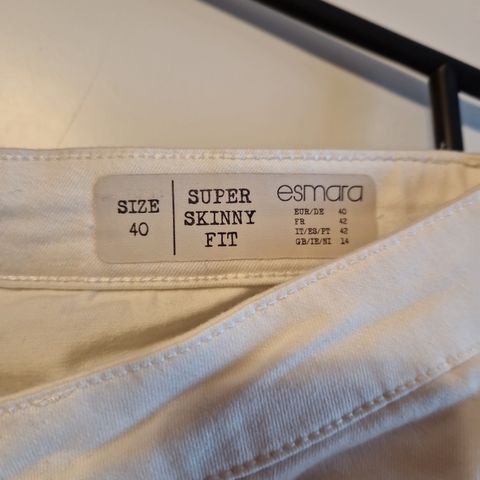 SIZE
40
SUPER
SKINNY
FIT
esmara
EUR/DE 40
FR 42
IT/ES/PT 42
GB/IE/NI 14